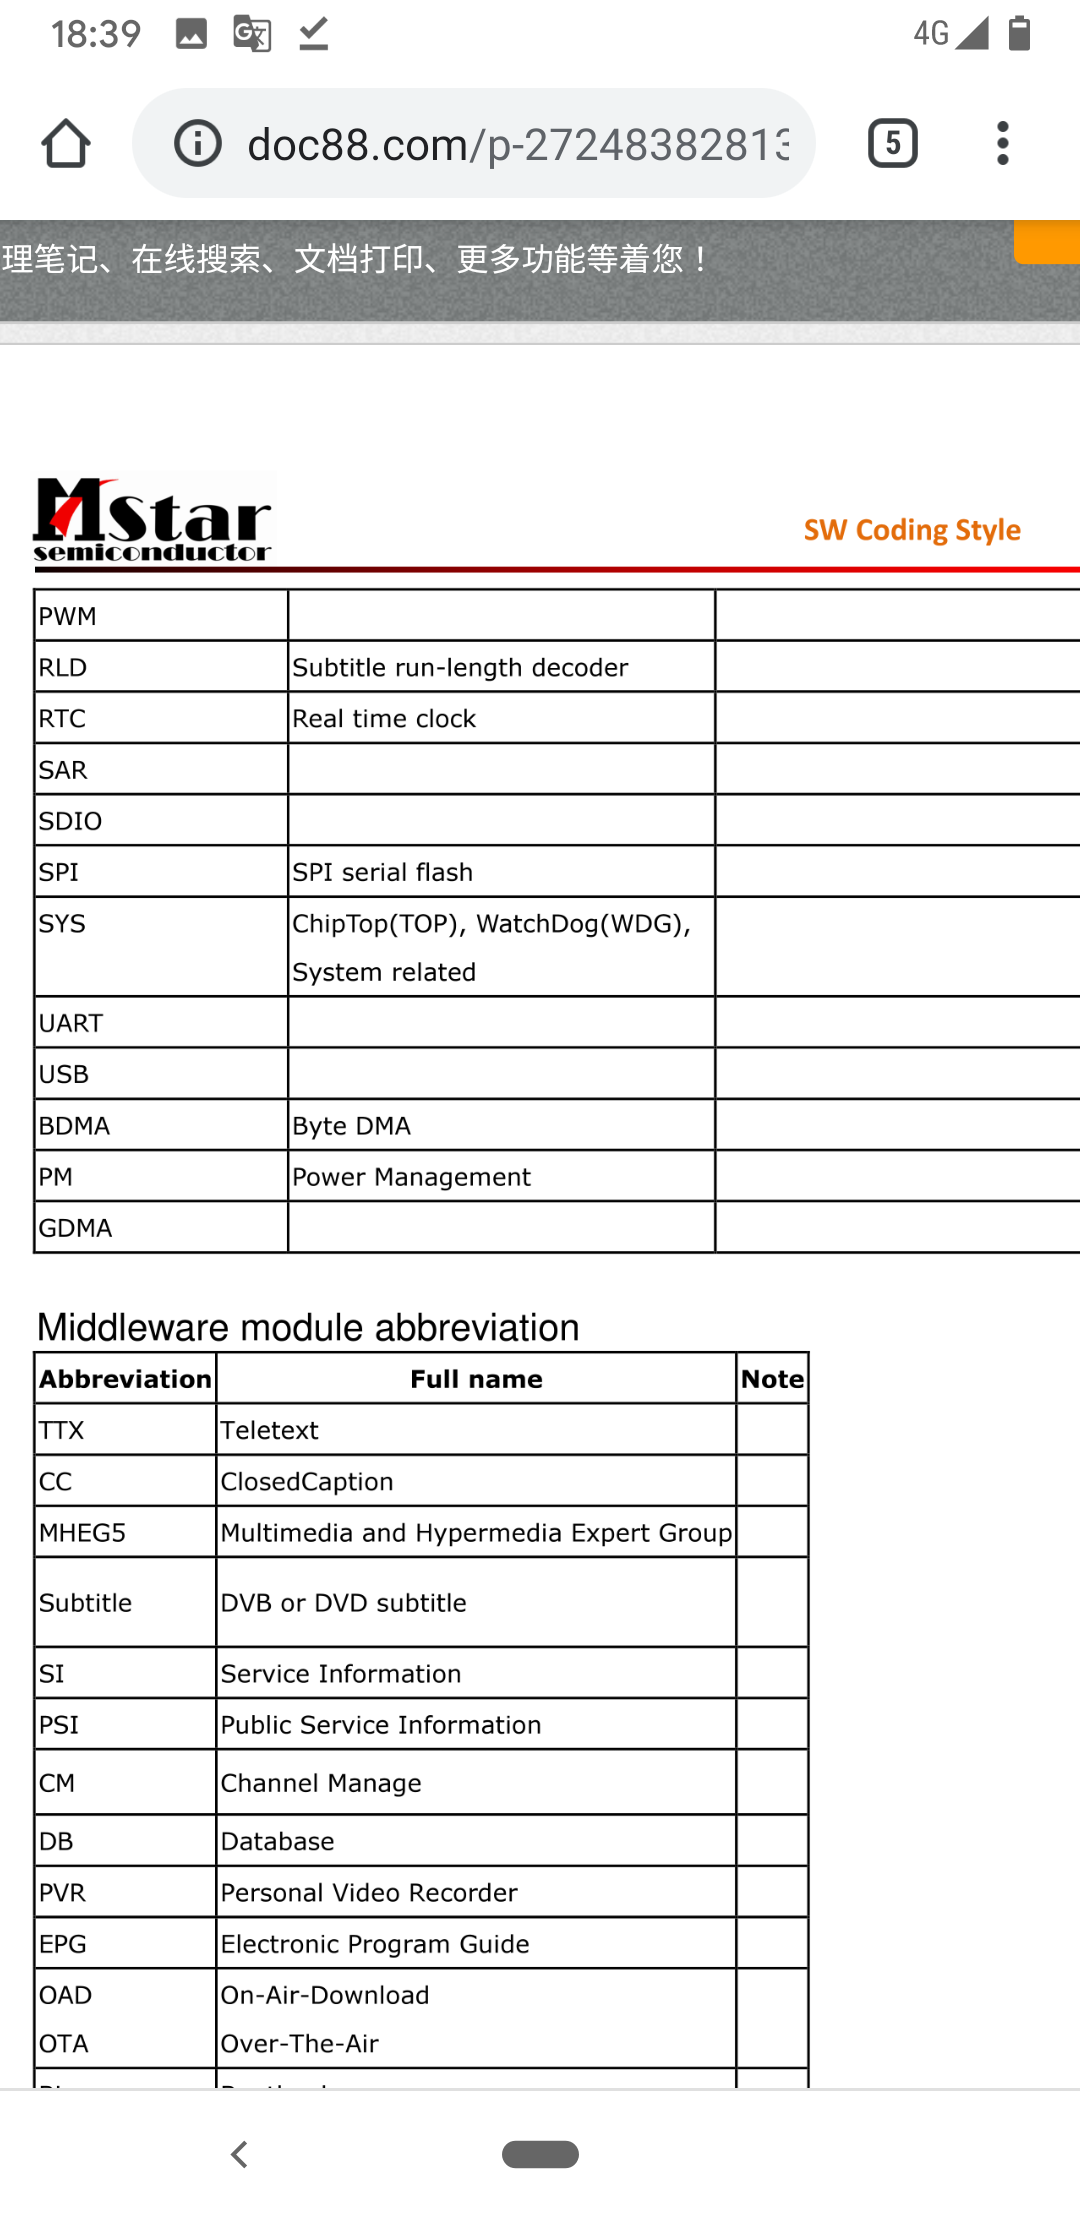 18:39
4G
doc88.com/p-27248382813
5
理笔记、在线搜索、文档打印、更多功能等着您！
MStar
semiconductor
SW Coding Style
PWM
RLD Subtitle run-length decoder
RTC Real time clock
SAR
SDIO
SPI SPI serial flash
SYS ChipTop(TOP), WatchDog(WDG),
System related
UART
USB
BDMA Byte DMA
PM Power Management
GDMA
Middleware module abbreviation
Abbreviation Full name Note
TTX Teletext
CC ClosedCaption
MHEG5 Multimedia and Hypermedia Expert Group
Subtitle DVB or DVD subtitle
SI Service Information
PSI Public Service Information
CM Channel Manage
DB Database
PVR Personal Video Recorder
EPG Electronic Program Guide
OAD On-Air-Download
OTA Over-The-Air